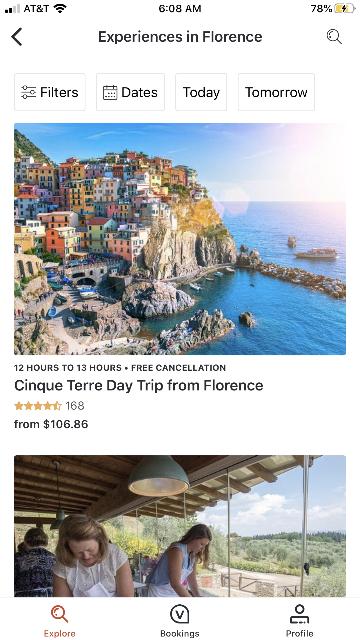 AT&T 6:08 AM 78%
Experiences in Florence
Filters Dates Today Tomorrow
12 HOURS TO 13 HOURS • FREE CANCELLATION
Cinque Terre Day Trip from Florence
168
from $106.86
Explore Bookings Profile